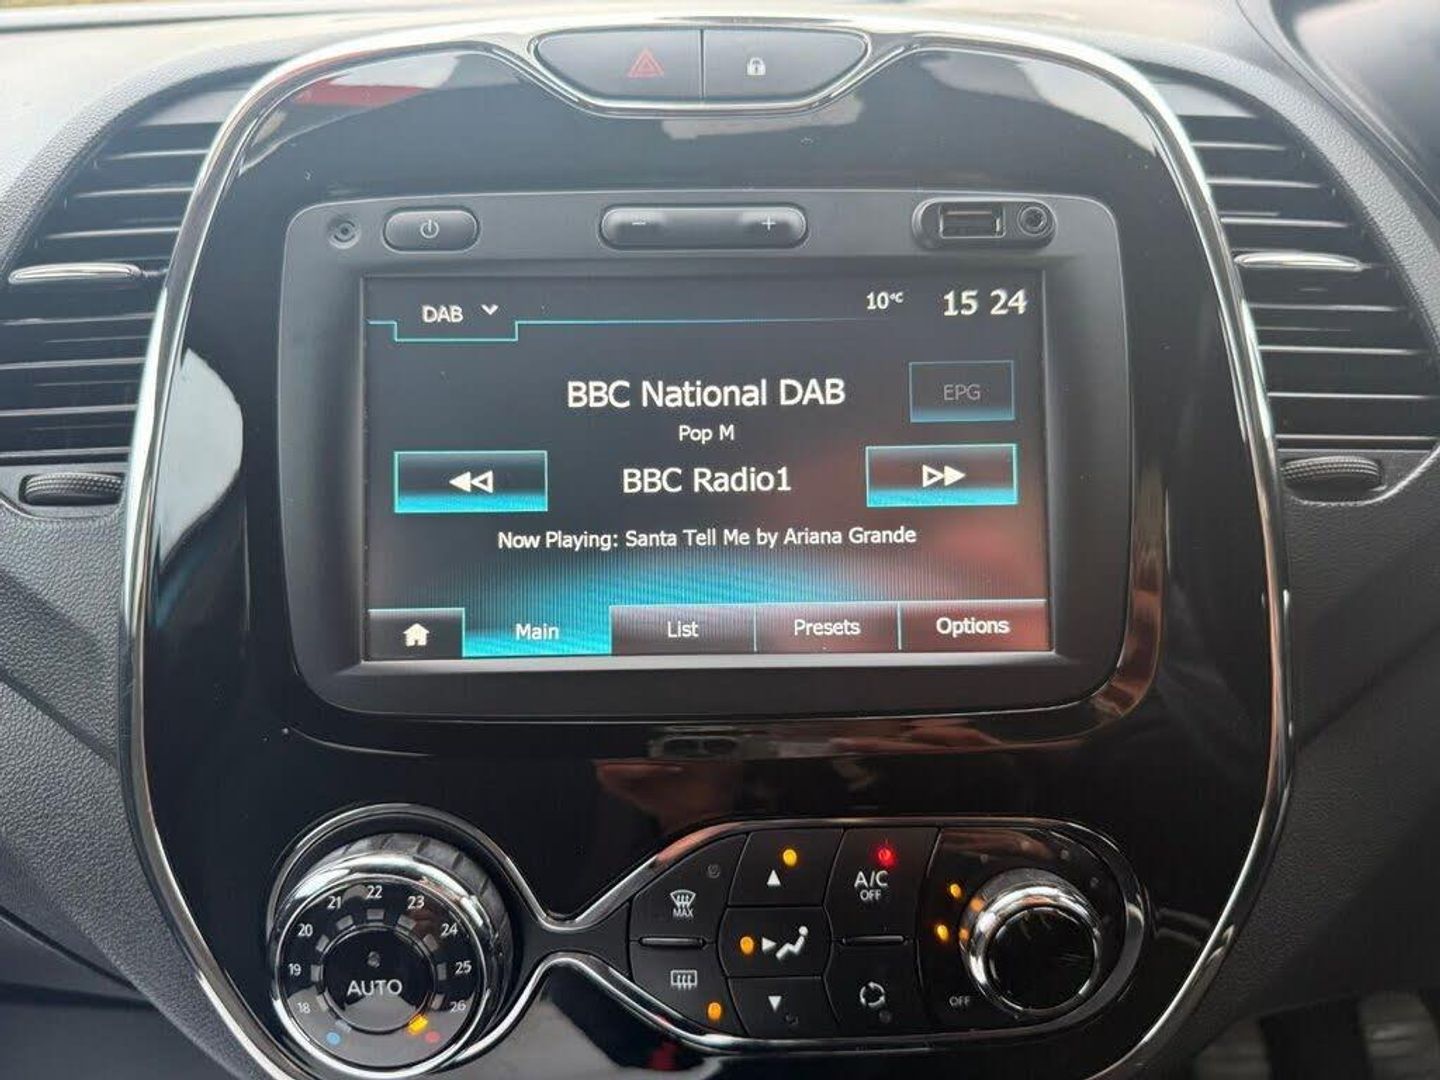 DAB
10°C
15 24
BBC National DAB
EPG
Pop M
BBC Radio1
Now Playing: Santa Tell Me by Ariana Grande
Main
List
Presets
Options
18
19
20
21
22
23
24
25
26
AUTO
MAX
A/C
OFF
OFF